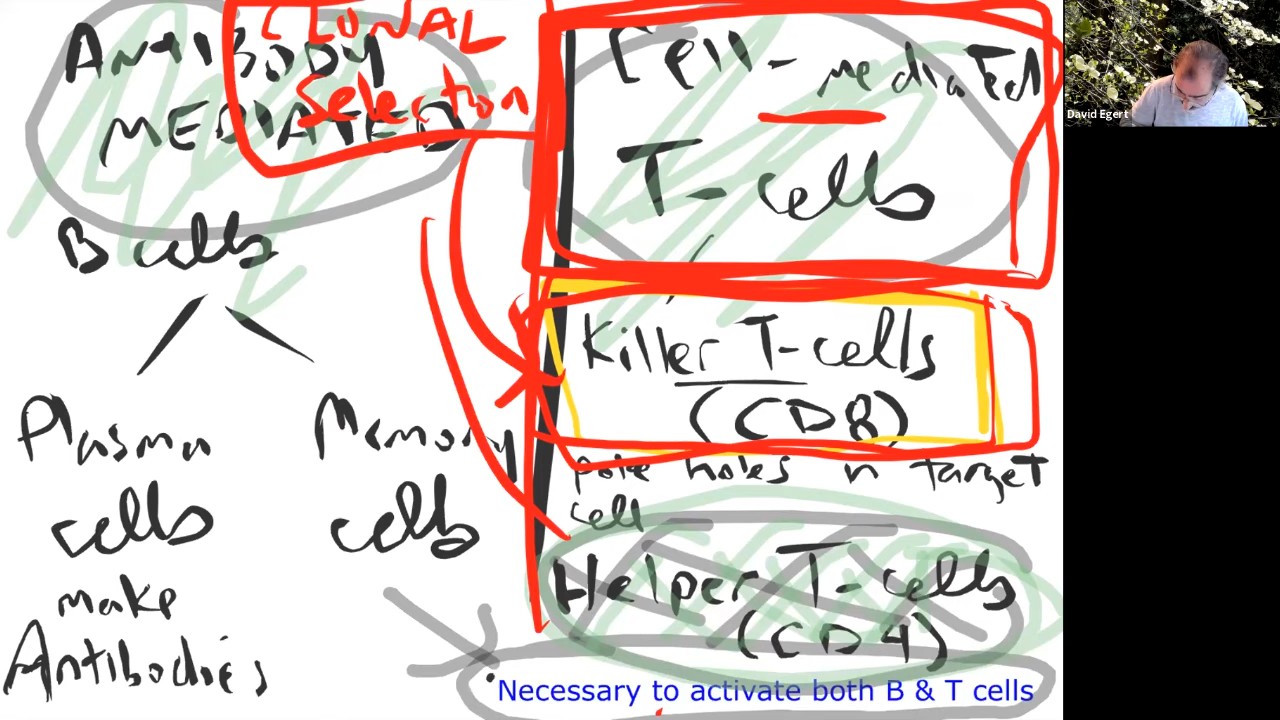 CLONAL
Selection
ANTIBODY
MEDIATED
B cells
Plasma
cells
make
Antibodies
Memory
cells
Cell-mediated
T-cells
Killer T-cells
(CD8)
poke holes in target
cell
Helper T-cells
(CD4)
Necessary to activate both B & T cells
David Egert